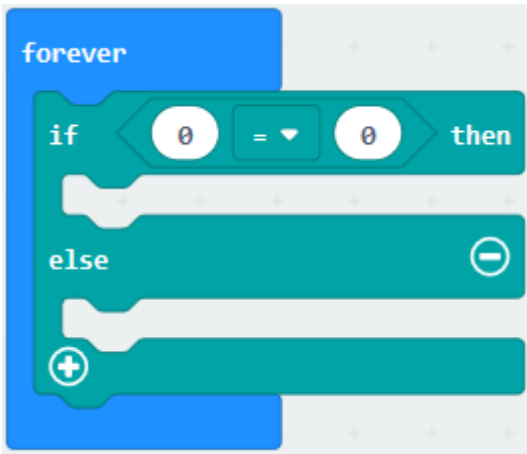 forever
if 0 = 0 then
else